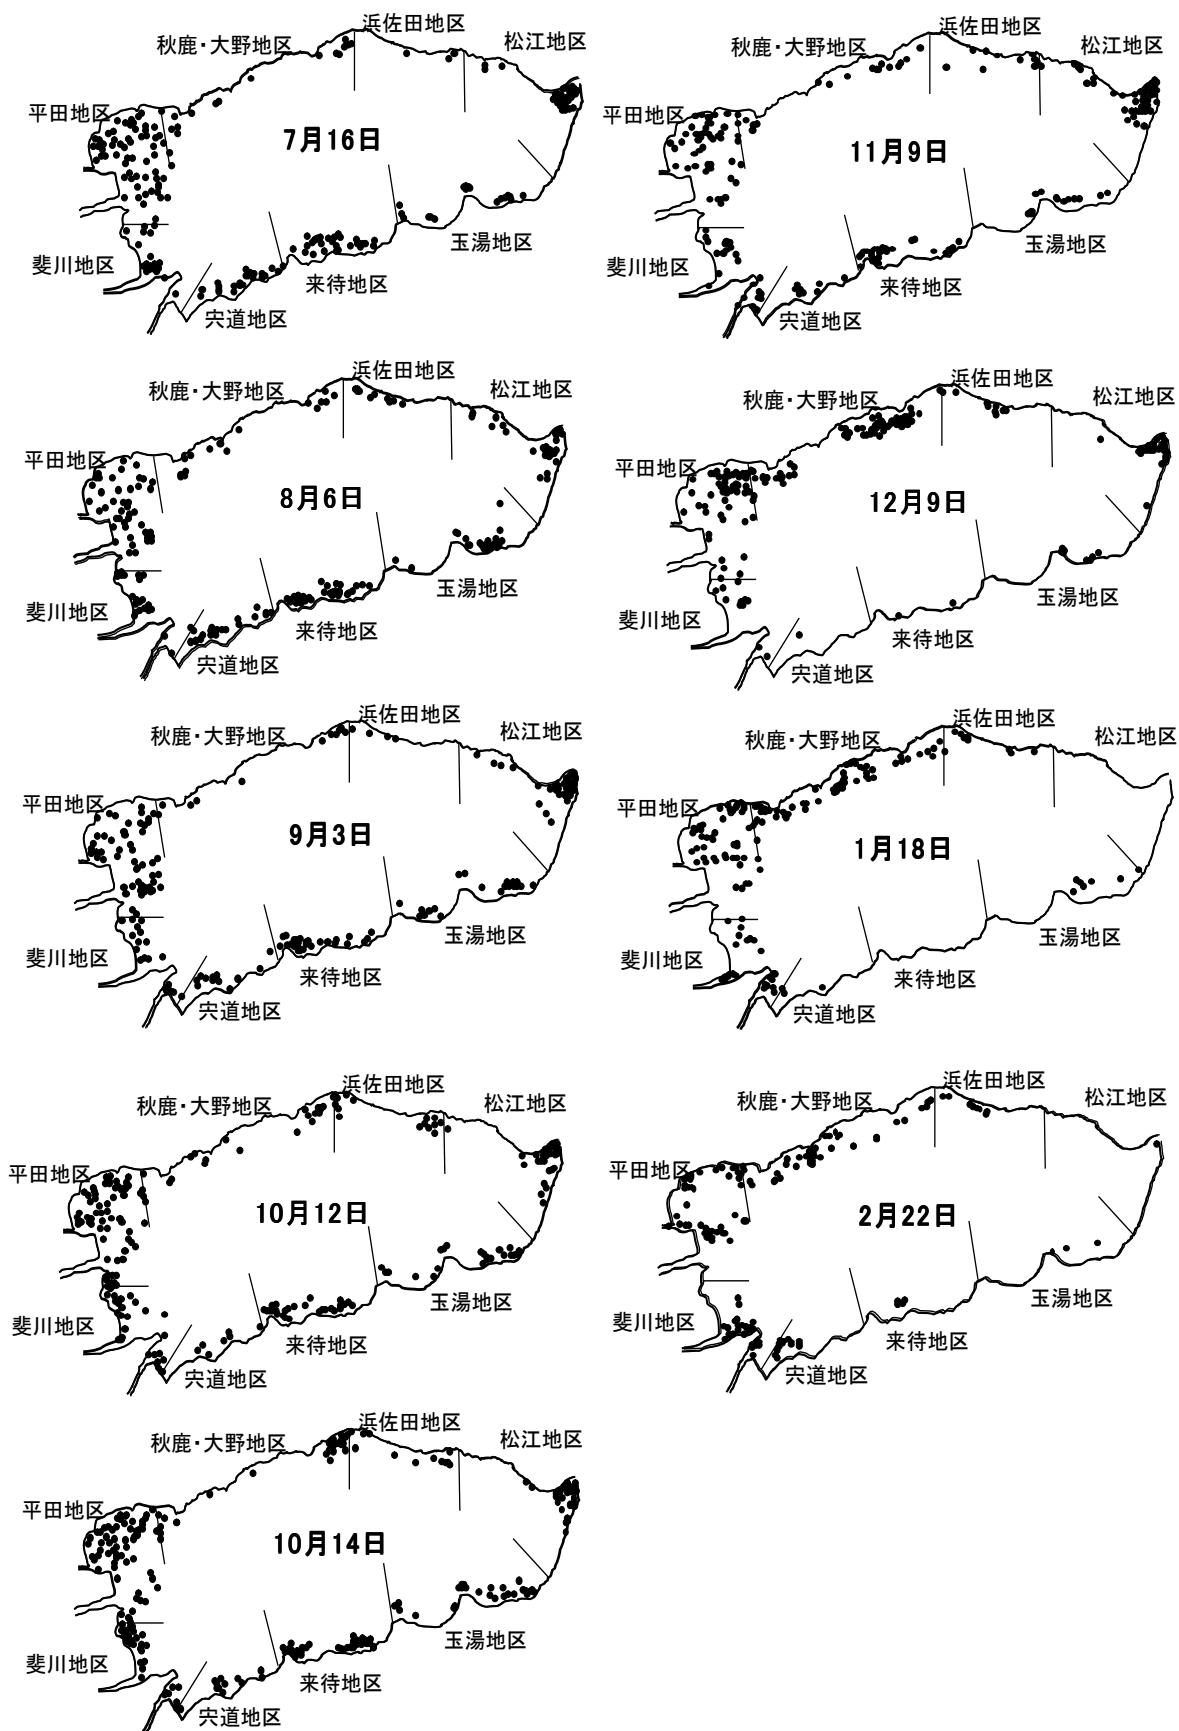 浜佐田地区
秋鹿・大野地区
松江地区
平田地区
7月16日
玉湯地区
斐川地区
来待地区
宍道地区
浜佐田地区
秋鹿・大野地区
松江地区
平田地区
11月9日
玉湯地区
斐川地区
来待地区
宍道地区
浜佐田地区
秋鹿・大野地区
松江地区
平田地区
8月6日
玉湯地区
斐川地区
来待地区
宍道地区
浜佐田地区
秋鹿・大野地区
松江地区
平田地区
12月9日
玉湯地区
斐川地区
来待地区
宍道地区
浜佐田地区
秋鹿・大野地区
松江地区
平田地区
9月3日
玉湯地区
斐川地区
来待地区
宍道地区
浜佐田地区
秋鹿・大野地区
松江地区
平田地区
1月18日
玉湯地区
斐川地区
来待地区
宍道地区
浜佐田地区
秋鹿・大野地区
松江地区
平田地区
10月12日
玉湯地区
斐川地区
来待地区
宍道地区
浜佐田地区
秋鹿・大野地区
松江地区
平田地区
2月22日
玉湯地区
斐川地区
来待地区
宍道地区
浜佐田地区
秋鹿・大野地区
松江地区
平田地区
10月14日
玉湯地区
斐川地区
来待地区
宍道地区